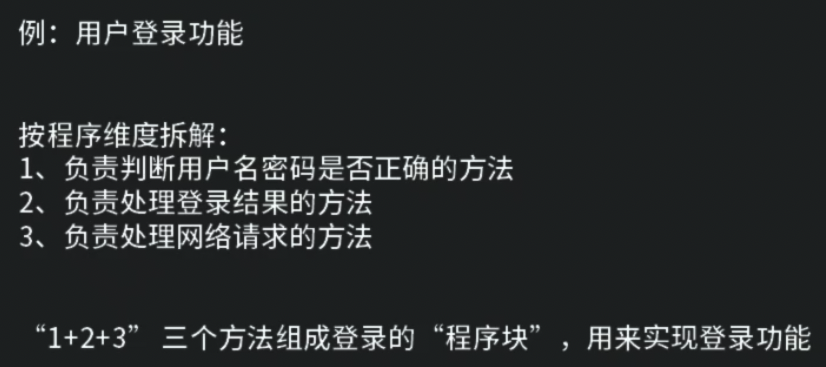 例：用户登录功能
按程序维度拆解：
1、负责判断用户名密码是否正确的方法
2、负责处理登录结果的方法
3、负责处理网络请求的方法
“1+2+3” 三个方法组成登录的“程序块”，用来实现登录功能